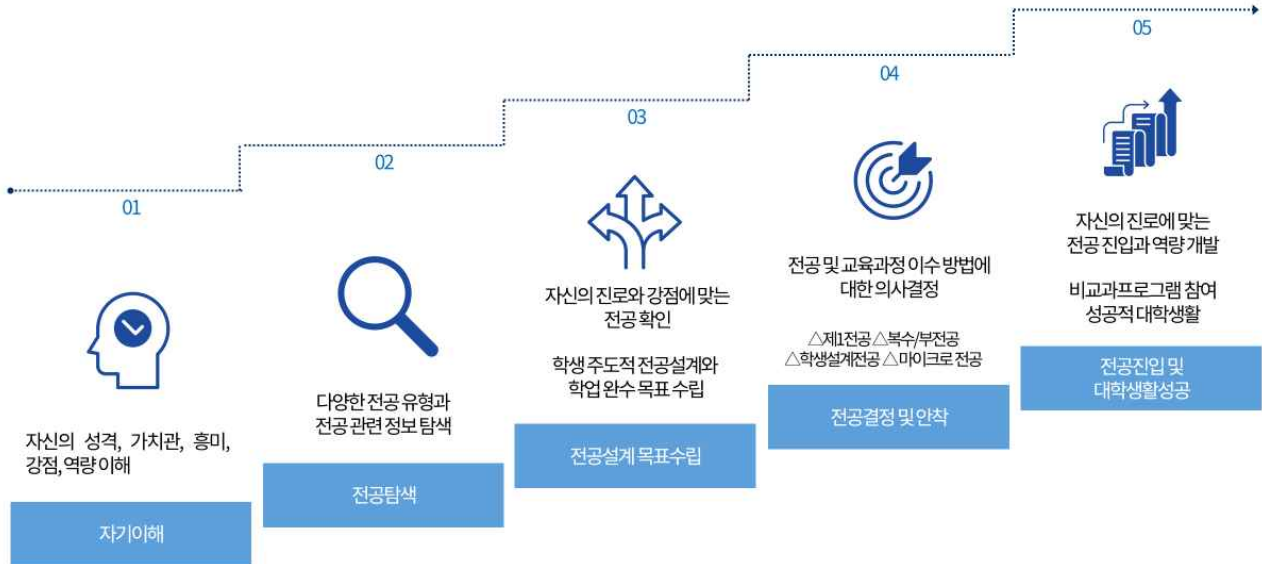 01
자신의 성격, 가치관, 흥미,
강점,역량 이해
자기이해
02
다양한 전공 유형과
전공 관련 정보 탐색
전공탐색
03
자신의 진로와 강점에 맞는
전공 확인
학생 주도적 전공설계와
학업 완수 목표 수립
전공설계 목표수립
04
전공 및 교육과정 이수 방법에
대한 의사결정
△제1전공 △복수/부전공
△학생설계전공 △마이크로 전공
전공결정 및 안착
05
자신의 진로에 맞는
전공 진입과 역량 개발
비교과프로그램 참여
성공적 대학생활
전공진입 및
대학생활성공